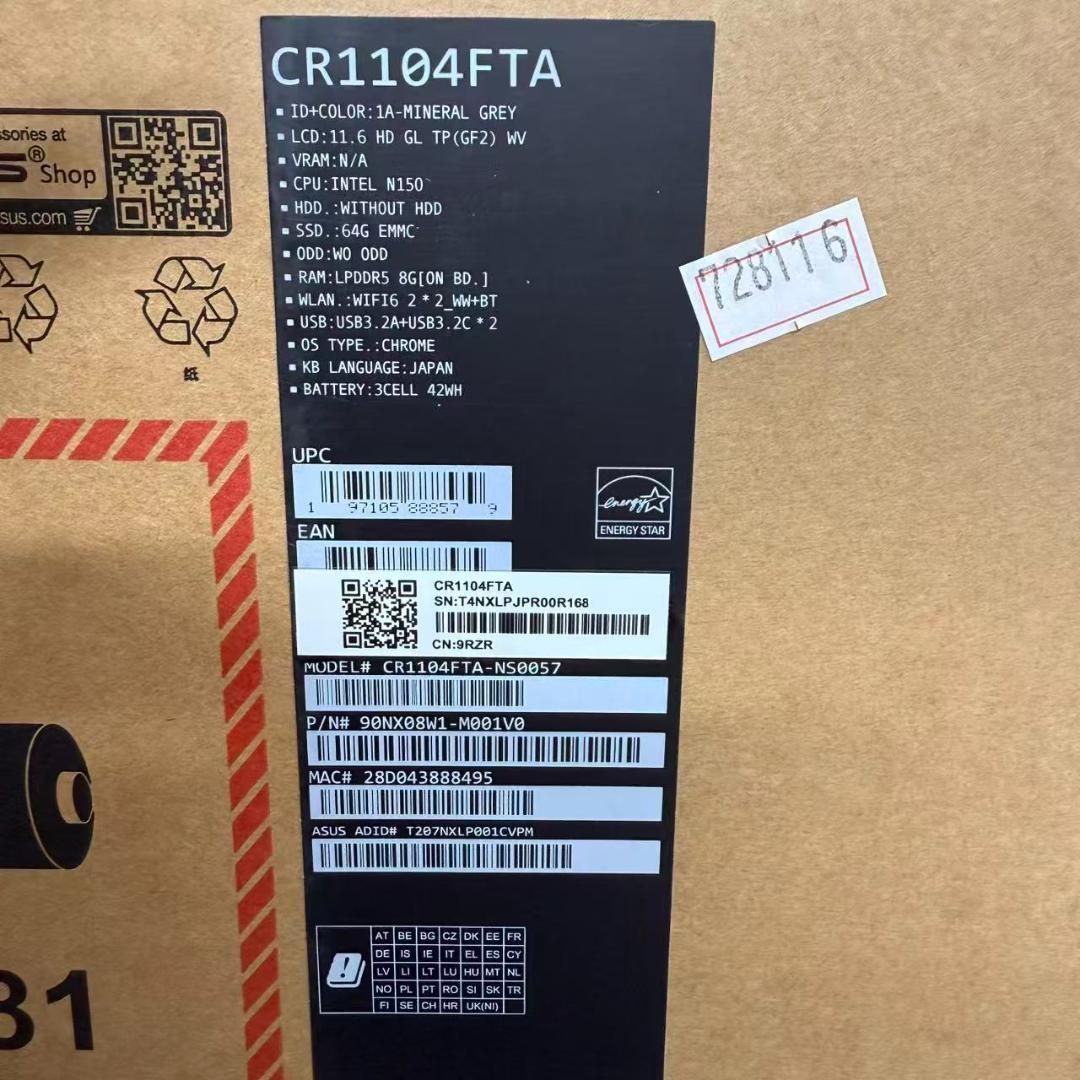 CR1104FTA
▪ ID+COLOR:1A-MINERAL GREY
▪ LCD:11.6 HD GL TP(GF2) WV
▪ VRAM:N/A
▪ CPU:INTEL N150
▪ HDD.:WITHOUT HDD
▪ SSD.:64G EMMC
▪ ODD:WO ODD
▪ RAM:LPDDR5 8G[ON BD.]
▪ WLAN.:WIFI6 2*2_WW+BT
▪ USB:USB3.2A+USB3.2C*2
▪ OS TYPE.:CHROME
▪ KB LANGUAGE:JAPAN
▪ BATTERY:3CELL 42WH
ssories at
S® Shop
sus.com
纸
728116
UPC
1 97105 88857 9
energy
ENERGY STAR
EAN
CR1104FTA
SN:T4NXLPJPR00R168
CN:9RZR
MODEL# CR1104FTA-NS0057
P/N# 90NX08W1-M001V0
MAC# 28D043888495
ASUS ADID# T207NXLP001CVPM
AT BE BG CZ DK EE FR
DE IS IE IT EL ES CY
LV LI LT LU HU MT NL
NO PL PT RO SI SK TR
FI SE CH HR UK(NI)
31